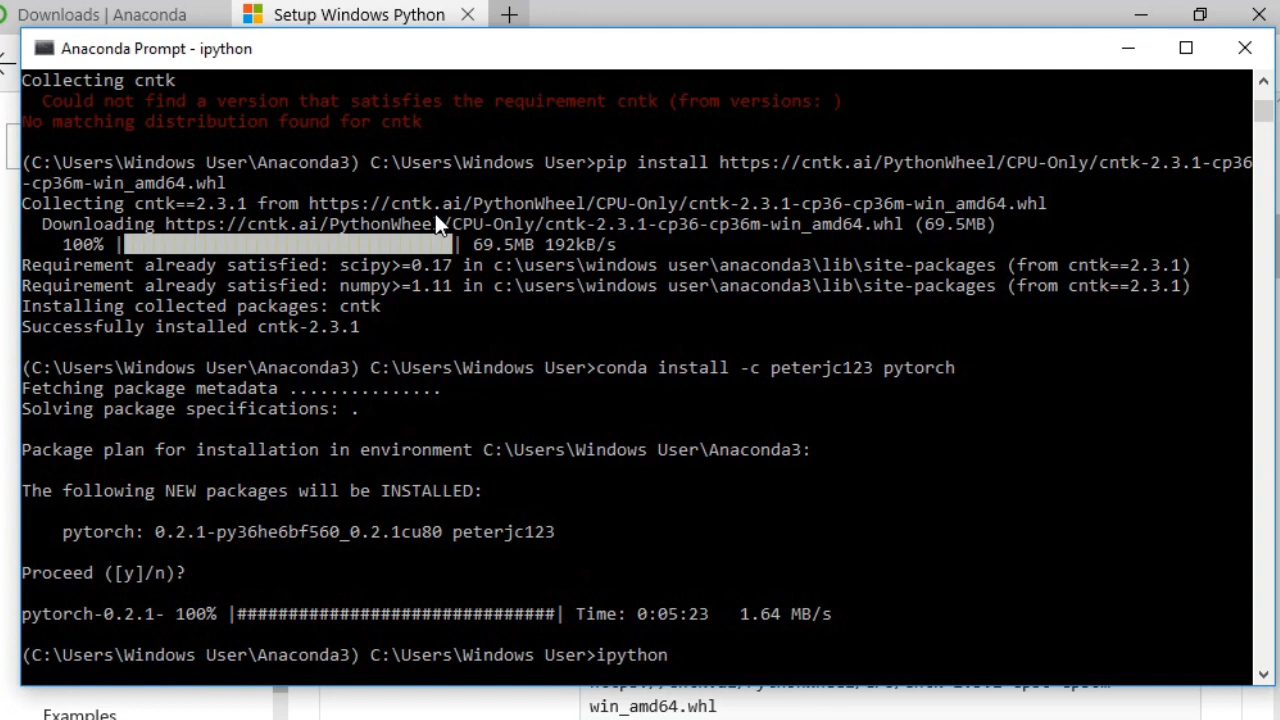 Downloads | Anaconda
Setup Windows Python
Anaconda Prompt - ipython
Collecting cntk
Could not find a version that satisfies the requirement cntk (from versions: )
No matching distribution found for cntk
(C:\Users\Windows User\Anaconda3) C:\Users\Windows User>pip install https://cntk.ai/PythonWheel/CPU-Only/cntk-2.3.1-cp36
-cp36m-win_amd64.whl
Collecting cntk==2.3.1 from https://cntk.ai/PythonWheel/CPU-Only/cntk-2.3.1-cp36-cp36m-win_amd64.whl
Downloading https://cntk.ai/PythonWheel/CPU-Only/cntk-2.3.1-cp36-cp36m-win_amd64.whl (69.5MB)
100% |                                | 69.5MB 192kB/s
Requirement already satisfied: scipy>=0.17 in c:\users\windows user\anaconda3\lib\site-packages (from cntk==2.3.1)
Requirement already satisfied: numpy>=1.11 in c:\users\windows user\anaconda3\lib\site-packages (from cntk==2.3.1)
Installing collected packages: cntk
Successfully installed cntk-2.3.1
(C:\Users\Windows User\Anaconda3) C:\Users\Windows User>conda install -c peterjc123 pytorch
Fetching package metadata ...............
Solving package specifications: .
Package plan for installation in environment C:\Users\Windows User\Anaconda3:
The following NEW packages will be INSTALLED:
pytorch: 0.2.1-py36he6bf560_0.2.1cu80 peterjc123
Proceed ([y]/n)?
pytorch-0.2.1- 100% |###############################| Time: 0:05:23   1.64 MB/s
(C:\Users\Windows User\Anaconda3) C:\Users\Windows User>ipython
Examples
win_amd64.whl